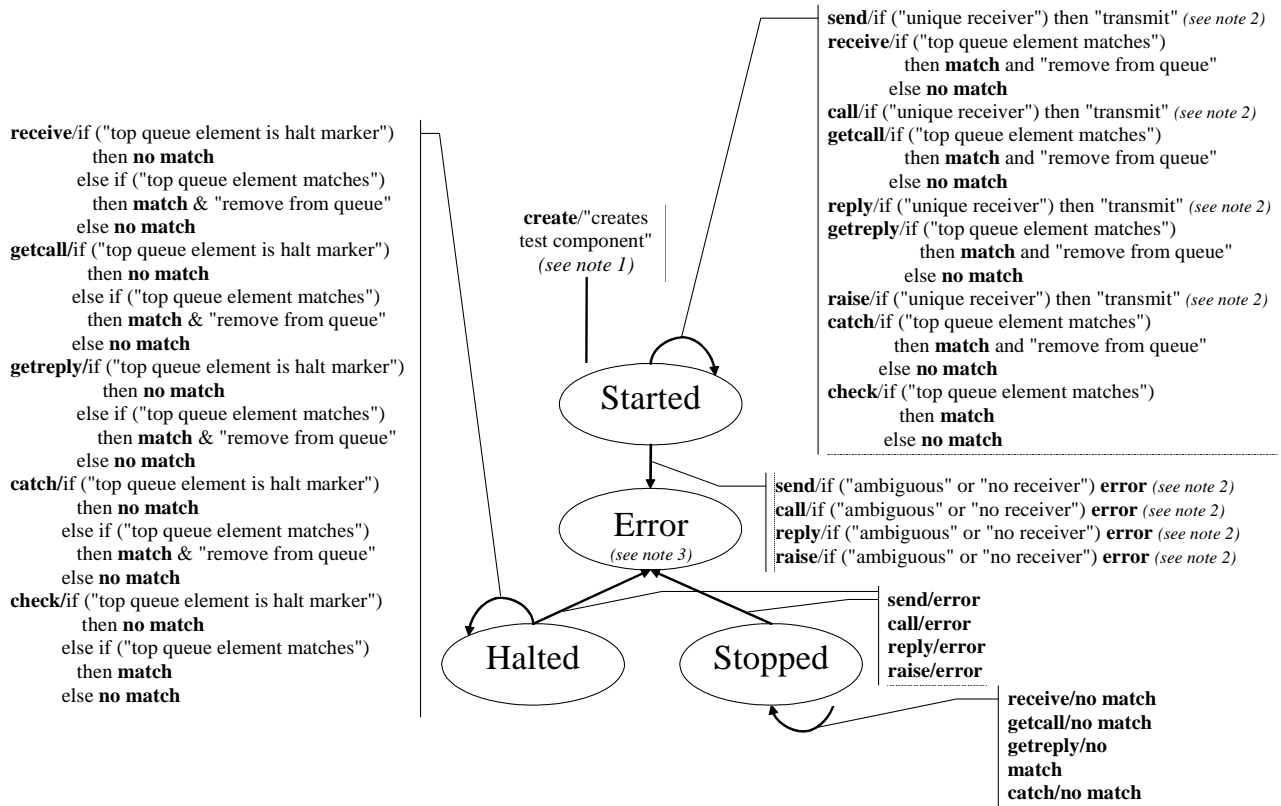 send/if ("unique receiver") then "transmit" (see note 2)
receive/if ("top queue element matches")
then match and "remove from queue"
else no match
call/if ("unique receiver") then "transmit" (see note 2)
getcall/if ("top queue element matches")
then match and "remove from queue"
else no match
reply/if ("unique receiver") then "transmit" (see note 2)
getreply/if ("top queue element matches")
then match and "remove from queue"
else no match
raise/if ("unique receiver") then "transmit" (see note 2)
catch/if ("top queue element matches")
then match and "remove from queue"
else no match
check/if ("top queue element matches")
then match
else no match
receive/if ("top queue element is halt marker")
then no match
else if ("top queue element matches")
then match & "remove from queue"
else no match
getcall/if ("top queue element is halt marker")
then no match
else if ("top queue element matches")
then match & "remove from queue"
else no match
getreply/if ("top queue element is halt marker")
then no match
else if ("top queue element matches")
then match & "remove from queue"
else no match
catch/if ("top queue element is halt marker")
then no match
else if ("top queue element matches")
then match & "remove from queue"
else no match
check/if ("top queue element is halt marker")
then no match
else if ("top queue element matches")
then match
else no match
create/"creates
test component"
(see note 1)
Started
send/if ("ambiguous" or "no receiver") error (see note 2)
call/if ("ambiguous" or "no receiver") error (see note 2)
reply/if ("ambiguous" or "no receiver") error (see note 2)
raise/if ("ambiguous" or "no receiver") error (see note 2)
Error
(see note 3)
send/error
call/error
reply/error
raise/error
Halted
Stopped
receive/no match
getcall/no match
getreply/no
match
catch/no match